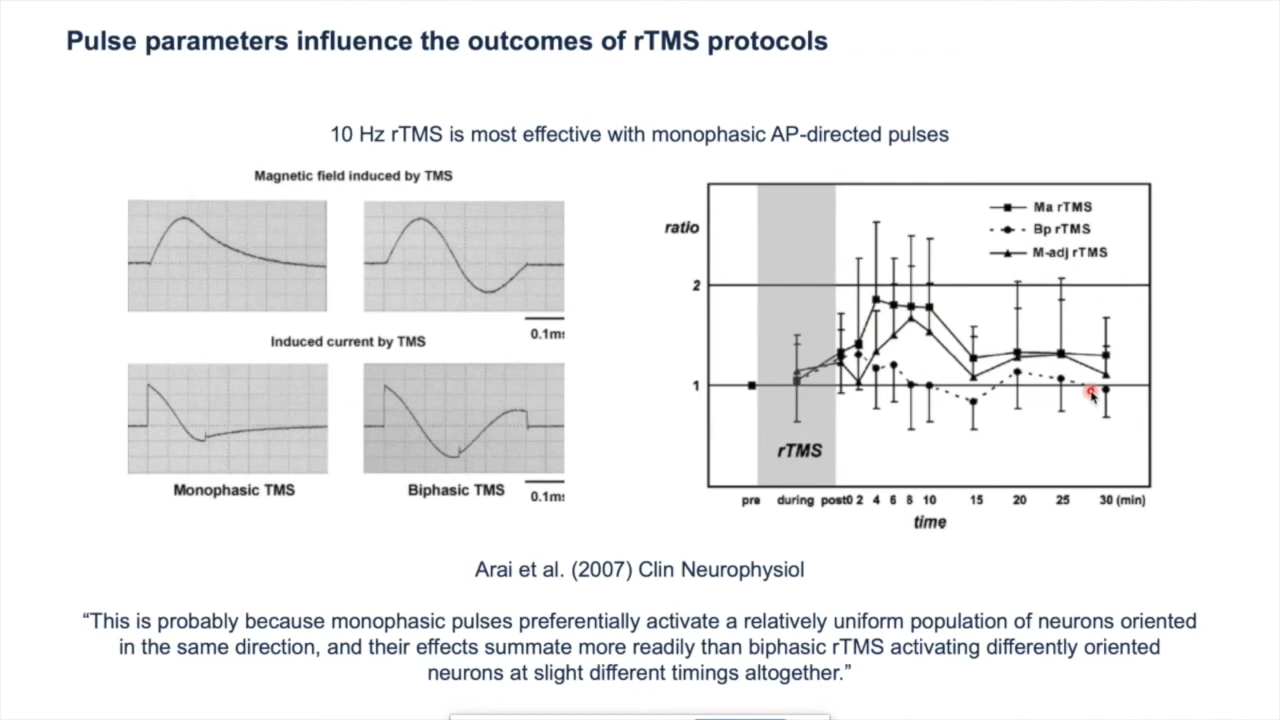 Pulse parameters influence the outcomes of rTMS protocols
10 Hz rTMS is most effective with monophasic AP-directed pulses
Magnetic field induced by TMS
0.1ms
Induced current by TMS
Monophasic TMS
Biphasic TMS
0.1ms
ratio
Ma rTMS
Bp rTMS
M-adj rTMS
2
1
rTMS
pre during post0 2 4 6 8 10 15 20 25 30 (min)
time
Arai et al. (2007) Clin Neurophysiol
“This is probably because monophasic pulses preferentially activate a relatively uniform population of neurons oriented
in the same direction, and their effects summate more readily than biphasic rTMS activating differently oriented
neurons at slight different timings altogether.”